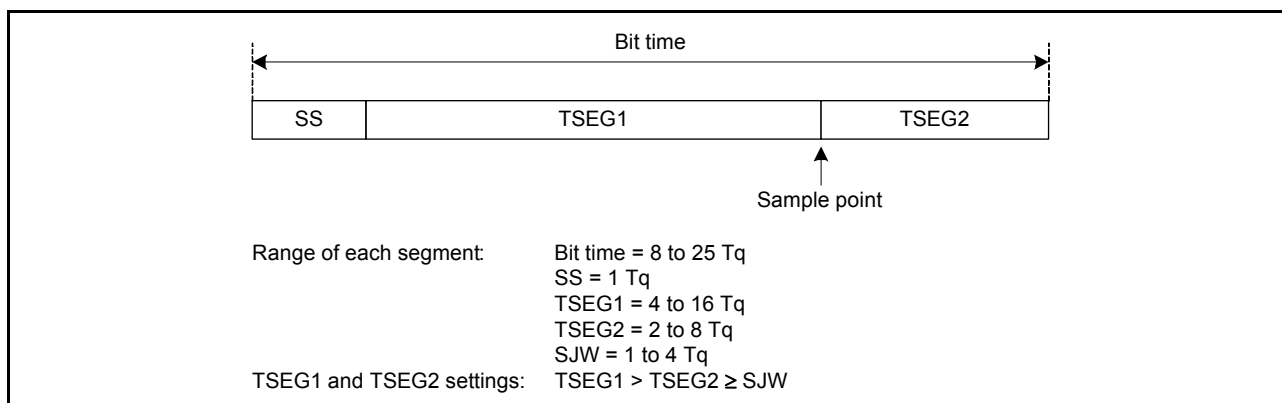 Bit time
SS TSEG1 TSEG2
Sample point
Range of each segment: Bit time = 8 to 25 Tq
SS = 1 Tq
TSEG1 = 4 to 16 Tq
TSEG2 = 2 to 8 Tq
SJW = 1 to 4 Tq
TSEG1 and TSEG2 settings: TSEG1 > TSEG2 ≥ SJW